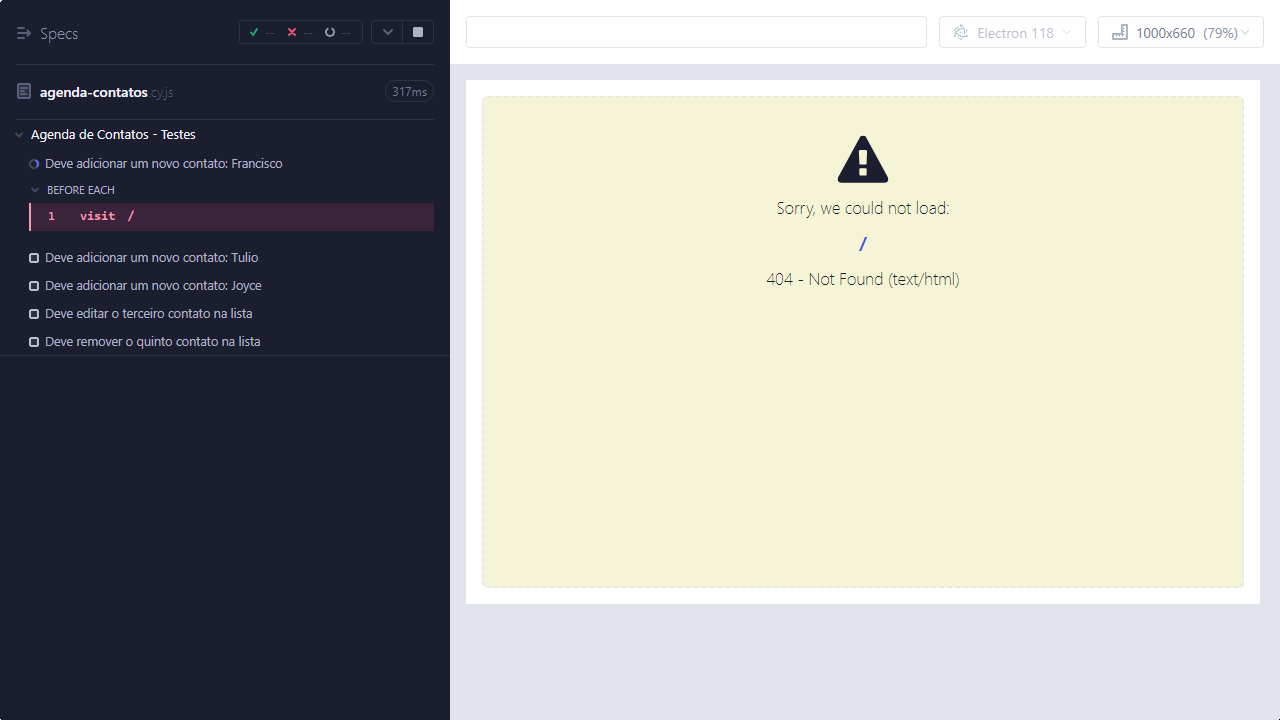 Specs
-- -- --
agenda-contatos.cy.js
317ms
Agenda de Contatos - Testes
Deve adicionar um novo contato: Francisco
BEFORE EACH
1 visit /
Deve adicionar um novo contato: Tulio
Deve adicionar um novo contato: Joyce
Deve editar o terceiro contato na lista
Deve remover o quinto contato na lista
Electron 118
1000x660 (79%)
Sorry, we could not load:
/
404 - Not Found (text/html)